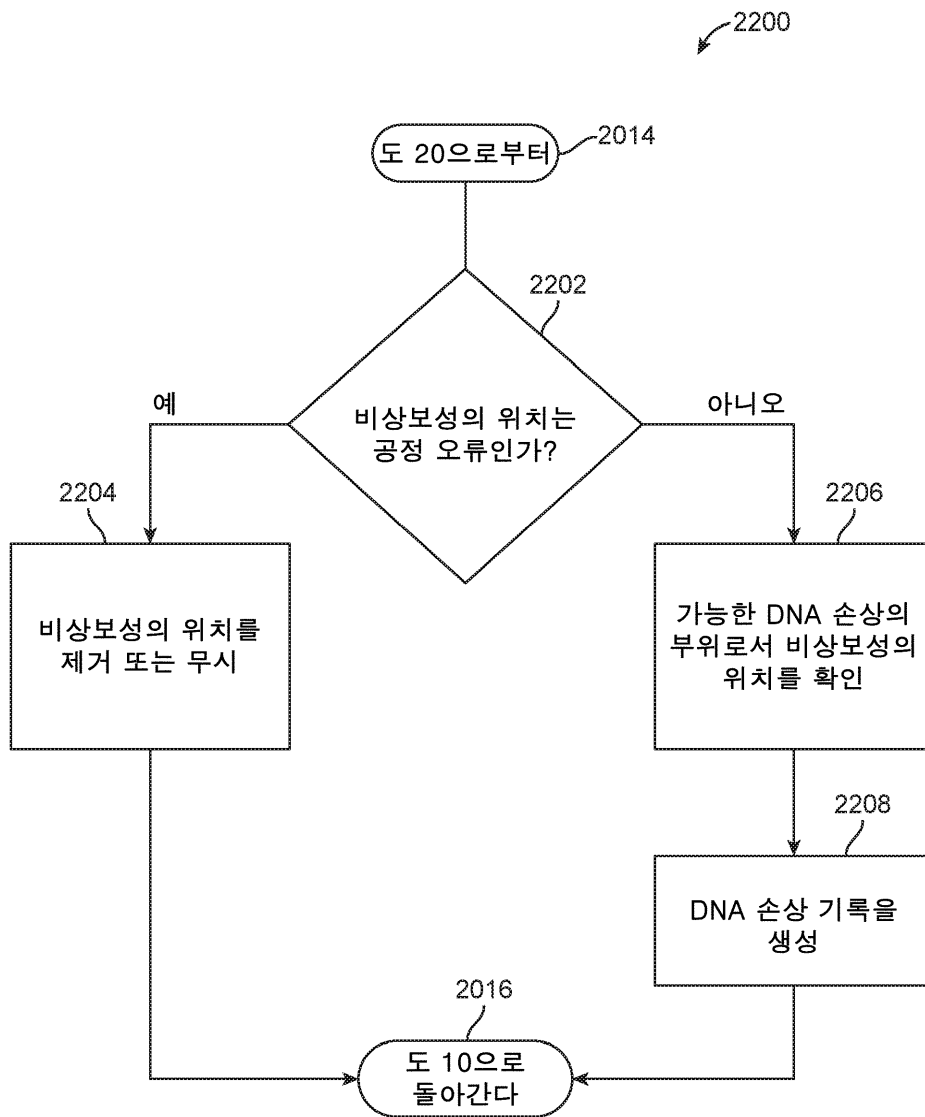 2200
도 20으로부터
2014
2202
비상보성의 위치는
공정 오류인가?
예
아니오
2204
비상보성의 위치를
제거 또는 무시
2206
가능한 DNA 손상의
부위로서 비상보성의
위치를 확인
2208
DNA 손상 기록을
생성
2016
도 10으로
돌아간다